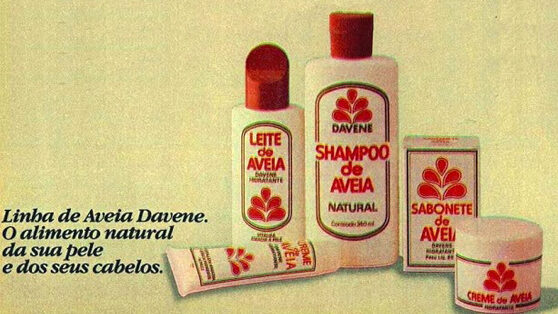 Linha de Aveia Davene.
O alimento natural
da sua pele
e dos seus cabelos.
LEITE
de
AVEIA
DAVENE
HIDRATANTE
DAVENE
SHAMPOO
de
AVEIA
NATURAL
Conteúdo
SABONETE
de
AVEIA
DAVENE
CREME
de
AVEIA
CREME de AVEIA
HIDRATANTE